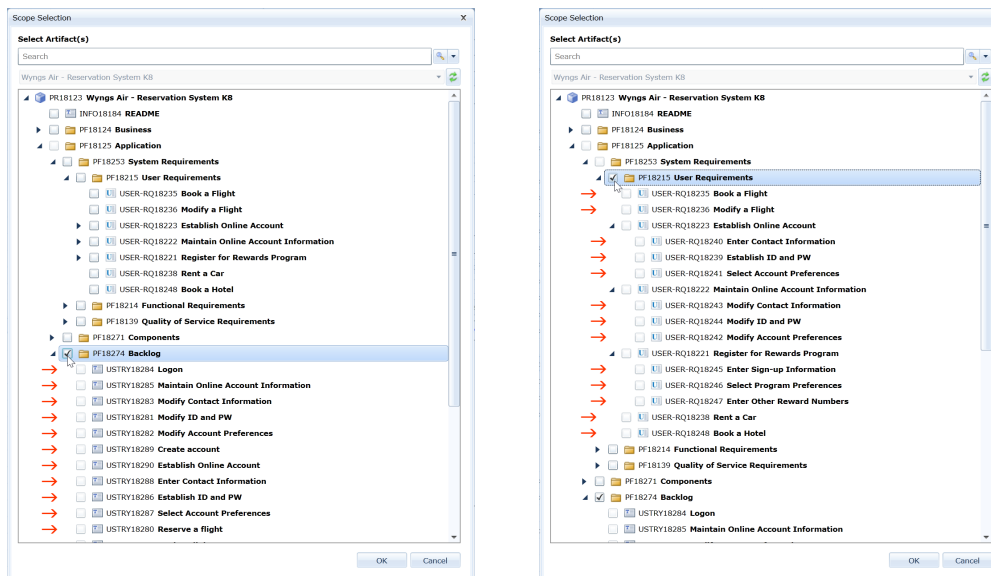 Scope Selection
x
Select Artifact(s)
Search
Wyngs Air - Reservation System K8
PR18123 Wyngs Air - Reservation System K8
INFO18184 README
PF18124 Business
PF18125 Application
PF18253 System Requirements
PF18215 User Requirements
USER-RQ18235 Book a Flight
USER-RQ18236 Modify a Flight
USER-RQ18223 Establish Online Account
USER-RQ18222 Maintain Online Account Information
USER-RQ18221 Register for Rewards Program
USER-RQ18238 Rent a Car
USER-RQ18248 Book a Hotel
PF18214 Functional Requirements
PF18139 Quality of Service Requirements
PF18271 Components
PF18274 Backlog
USTRY18284 Logon
USTRY18285 Maintain Online Account Information
USTRY18283 Modify Contact Information
USTRY18281 Modify ID and PW
USTRY18282 Modify Account Preferences
USTRY18289 Create account
USTRY18290 Establish Online Account
USTRY18288 Enter Contact Information
USTRY18286 Establish ID and PW
USTRY18287 Select Account Preferences
USTRY18280 Reserve a flight
OK Cancel
Scope Selection
Select Artifact(s)
Search
Wyngs Air - Reservation System K8
PR18123 Wyngs Air - Reservation System K8
INFO18184 README
PF18124 Business
PF18125 Application
PF18253 System Requirements
PF18215 User Requirements
USER-RQ18235 Book a Flight
USER-RQ18236 Modify a Flight
USER-RQ18223 Establish Online Account
USER-RQ18240 Enter Contact Information
USER-RQ18239 Establish ID and PW
USER-RQ18241 Select Account Preferences
USER-RQ18222 Maintain Online Account Information
USER-RQ18243 Modify Contact Information
USER-RQ18244 Modify ID and PW
USER-RQ18242 Modify Account Preferences
USER-RQ18221 Register for Rewards Program
USER-RQ18245 Enter Sign-up Information
USER-RQ18246 Select Program Preferences
USER-RQ18247 Enter Other Reward Numbers
USER-RQ18238 Rent a Car
USER-RQ18248 Book a Hotel
PF18214 Functional Requirements
PF18139 Quality of Service Requirements
PF18271 Components
PF18274 Backlog
USTRY18284 Logon
USTRY18285 Maintain Online Account Information
OK Cancel